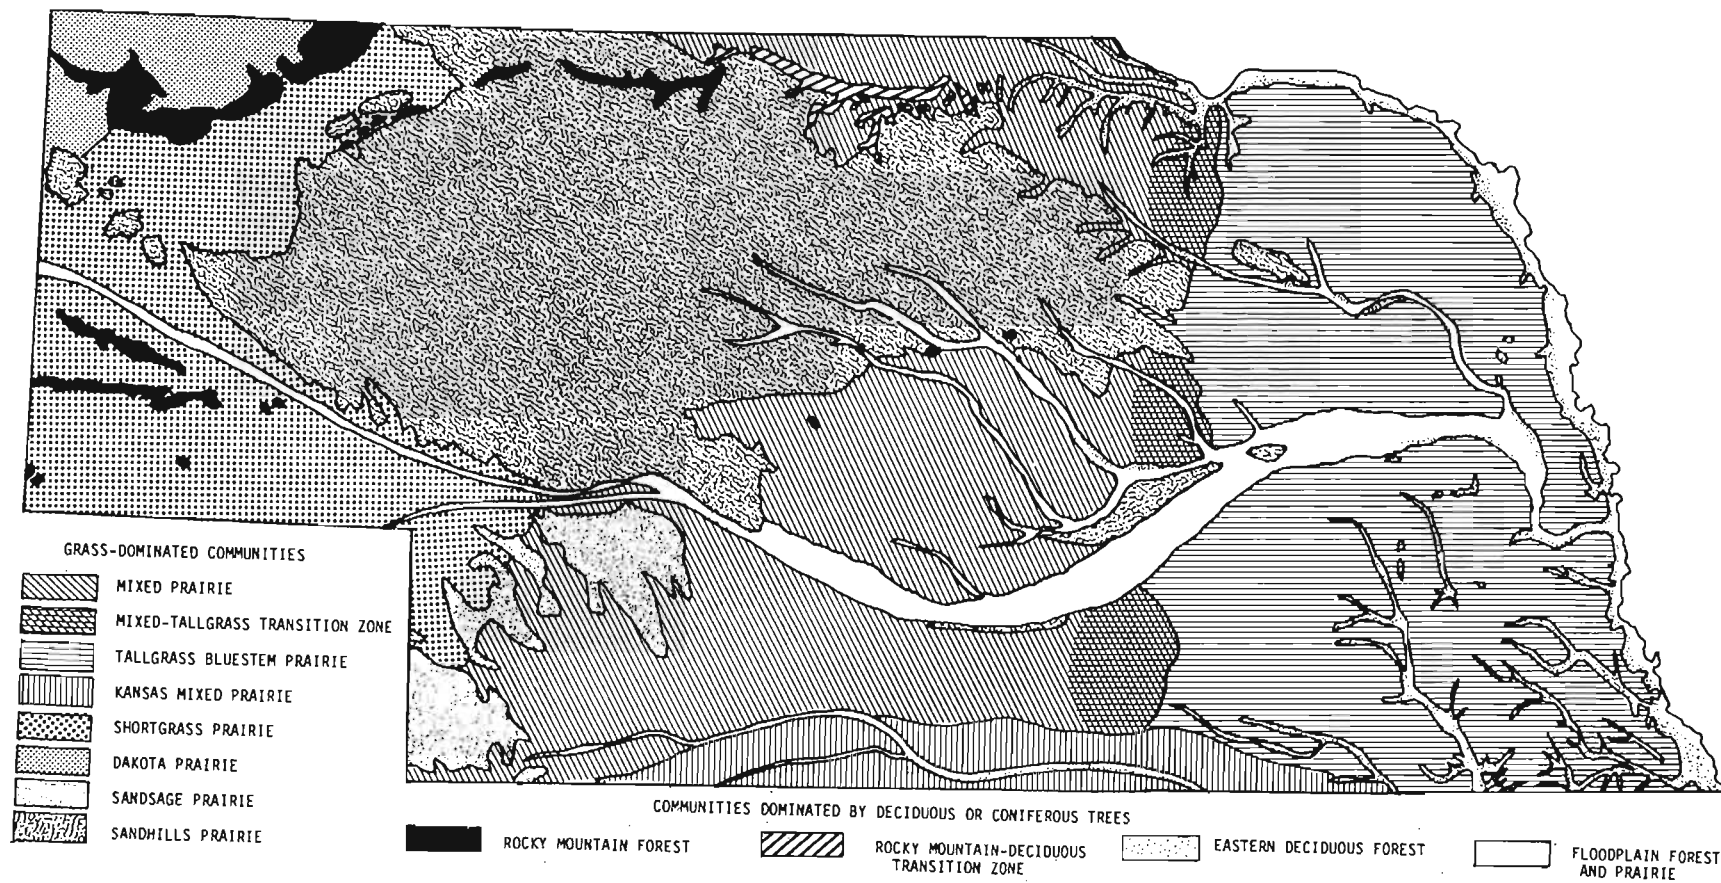 GRASS-DOMINATED COMMUNITIES
MIXED PRAIRIE
MIXED-TALLGRASS TRANSITION ZONE
TALLGRASS BLUESTEM PRAIRIE
KANSAS MIXED PRAIRIE
SHORTGRASS PRAIRIE
DAKOTA PRAIRIE
SANDSAGE PRAIRIE
SANDHILLS PRAIRIE
COMMUNITIES DOMINATED BY DECIDUOUS OR CONIFEROUS TREES
ROCKY MOUNTAIN FOREST
ROCKY MOUNTAIN-DECIDUOUS
TRANSITION ZONE
EASTERN DECIDUOUS FOREST
FLOODPLAIN FOREST
AND PRAIRIE